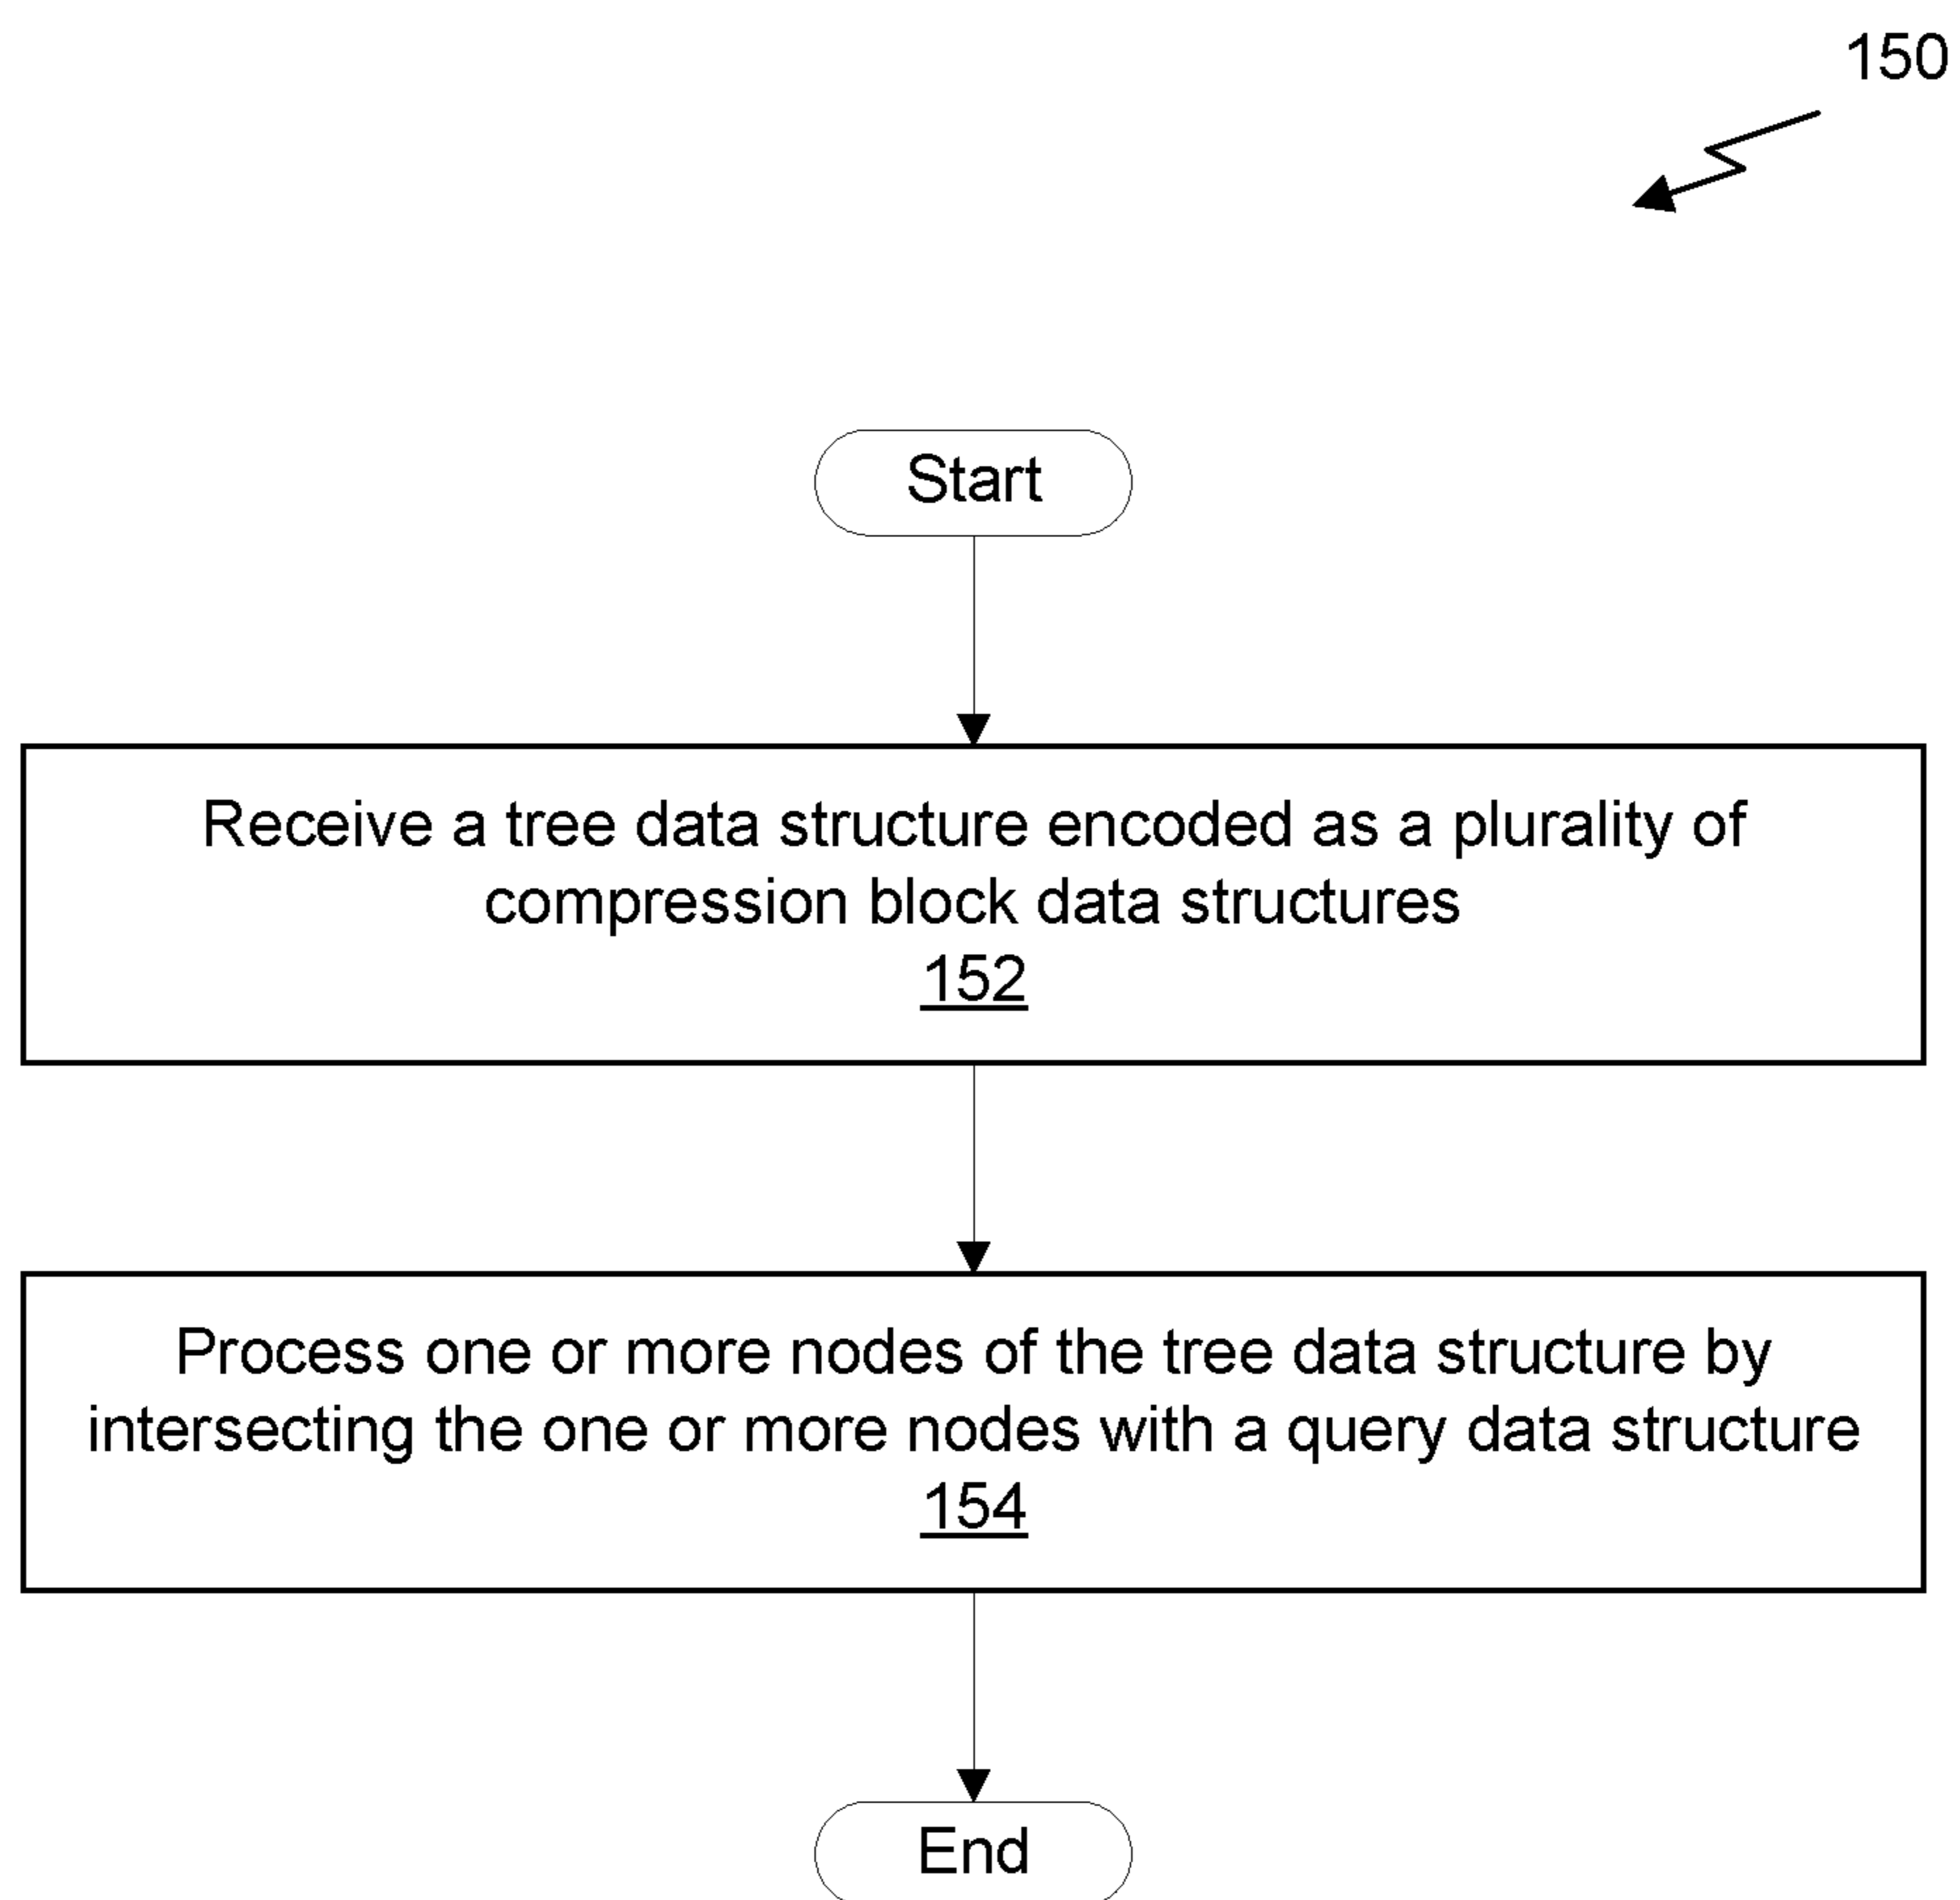 150
Start
Receive a tree data structure encoded as a plurality of
compression block data structures
152
Process one or more nodes of the tree data structure by
intersecting the one or more nodes with a query data structure
154
End